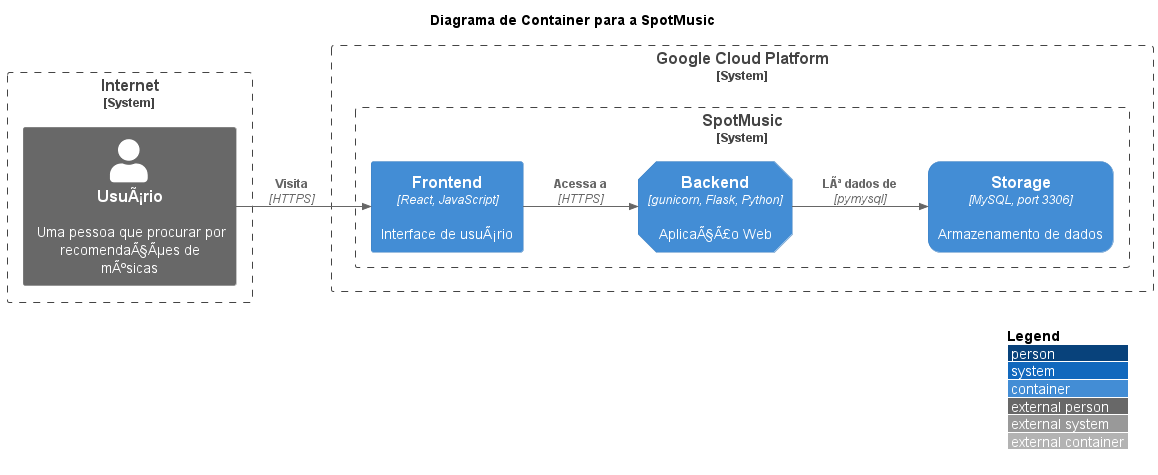 Diagrama de Container para a SpotMusic
Google Cloud Platform
[System]
Internet
[System]
UsuÃ¡rio
Uma pessoa que procurar por
recomendaÃ§Ãµes de
mÃºsicas
Visita
[HTTPS]
SpotMusic
[System]
Frontend
[React, JavaScript]
Interface de usuÃ¡rio
Acessa a
[HTTPS]
Backend
[gunicorn, Flask, Python]
AplicaÃ§Ã£o Web
LÃª dados de
[pymysql]
Storage
[MySQL, port 3306]
Armazenamento de dados
Legend
person
system
container
external person
external system
external container